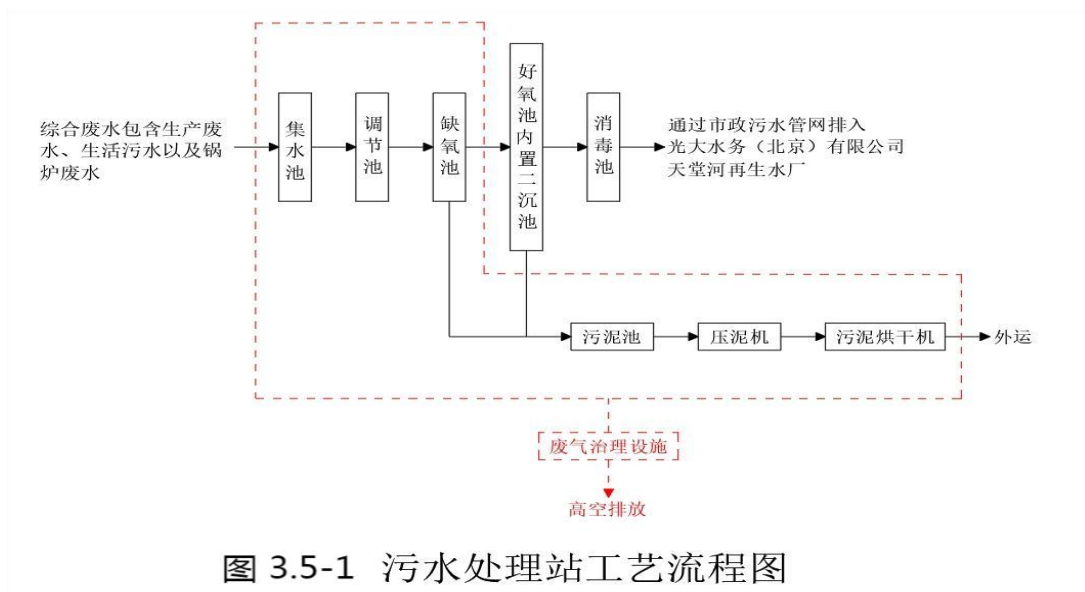 综合废水包含生产废
水、生活污水以及锅
炉废水
集水池
调节池
缺氧池
好氧池内置二沉池
消毒池
通过市政污水管网排入
光大水务（北京）有限公司
天堂河再生水厂
污泥池
压泥机
污泥烘干机
外运
废气治理设施
高空排放
图 3.5-1 污水处理站工艺流程图